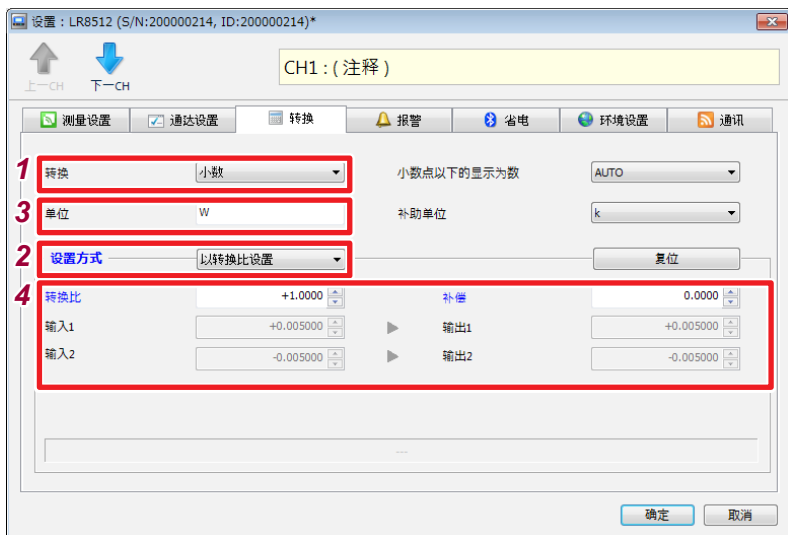 设置：LR8512 (S/N:200000214, ID:200000214)*
上一CH 下一CH CH1 : ( 注释 )
测量设置 通达设置 转换 报警 省电 环境设置 通讯
1 转换 小数 小数点以下的显示为数 AUTO
3 单位 W 补助单位 k
2 设置方式 以转换比设置 复位
4 转换比 +1.0000 补偿 0.0000
输入1 +0.005000 输出1 +0.005000
输入2 -0.005000 输出2 -0.005000
---
确定 取消